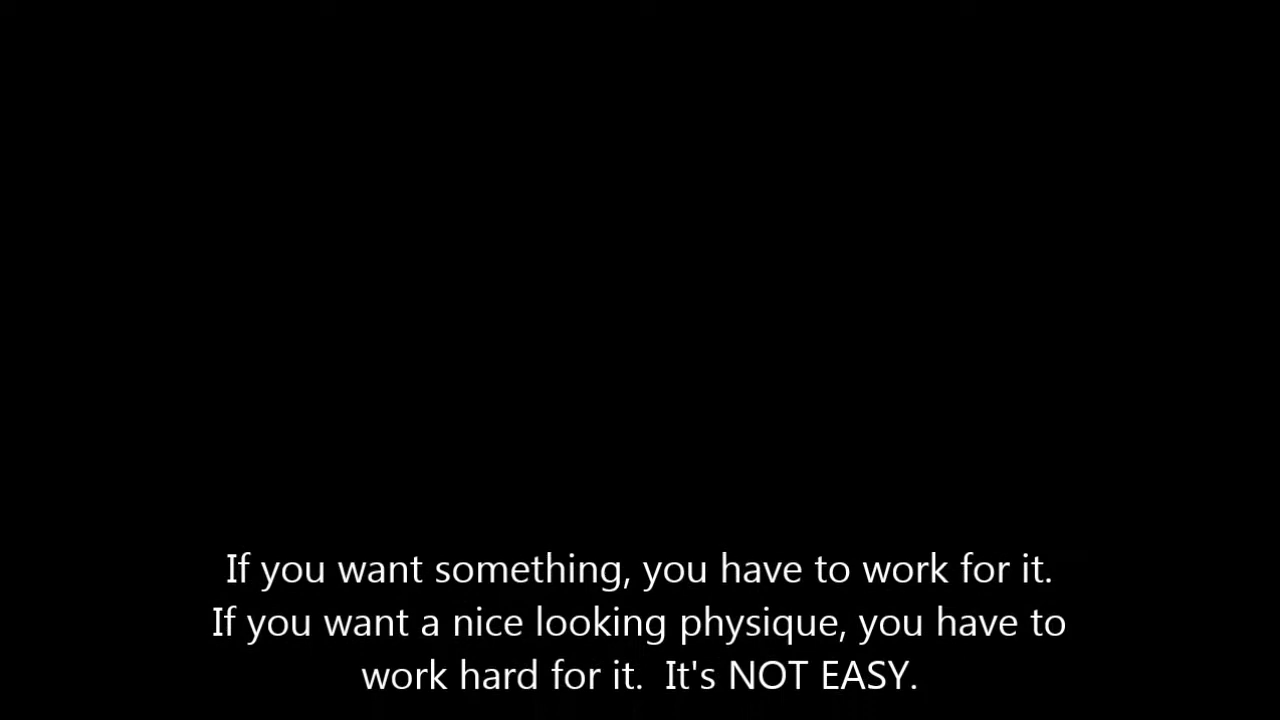 If you want something, you have to work for it.
If you want a nice looking physique, you have to
work hard for it.  It's NOT EASY.